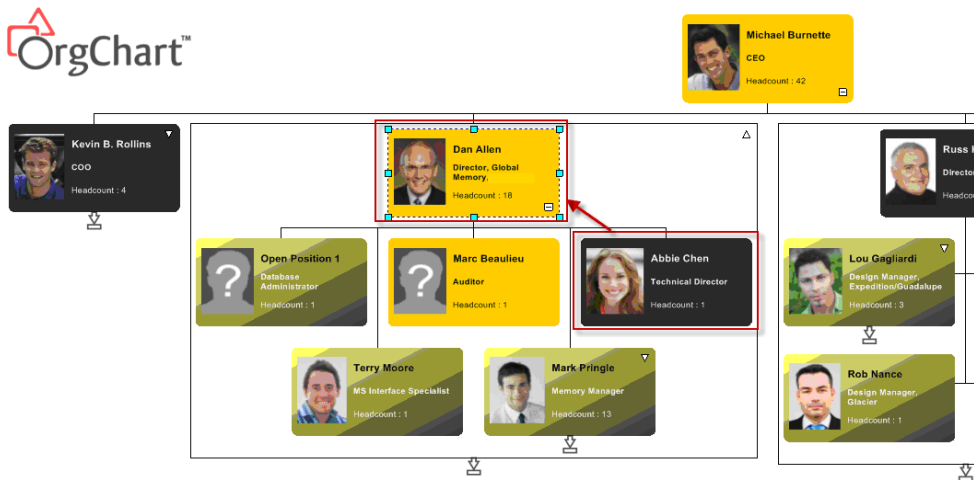 OrgChart™
Michael Burnette
CEO
Headcount : 42
Kevin B. Rollins
COO
Headcount : 4
Dan Allen
Director, Global
Memory,
Headcount : 18
Russ
Director
Open Position 1
Database
Administrator
Headcount : 1
Marc Beaulieu
Auditor
Headcount : 1
Abbie Chen
Technical Director
Headcount : 1
Lou Gagliardi
Design Manager,
Expedition/Guadalupe
Headcount : 3
Terry Moore
MS Interface Specialist
Headcount : 1
Mark Pringle
Memory Manager
Headcount : 13
Rob Nance
Design Manager,
Glacier
Headcount : 1